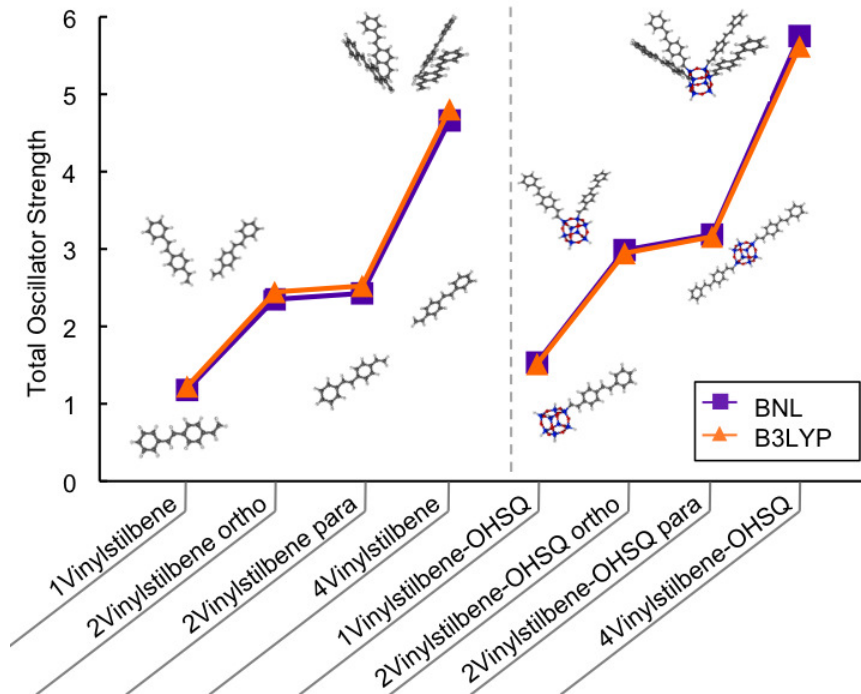 Total Oscillator Strength
6
5
4
3
2
1
0
BNL
B3LYP
1Vinylstilbene
2Vinylstilbene ortho
2Vinylstilbene para
4Vinylstilbene
1Vinylstilbene-OHSQ
2Vinylstilbene-OHSQ ortho
2Vinylstilbene-OHSQ para
4Vinylstilbene-OHSQ